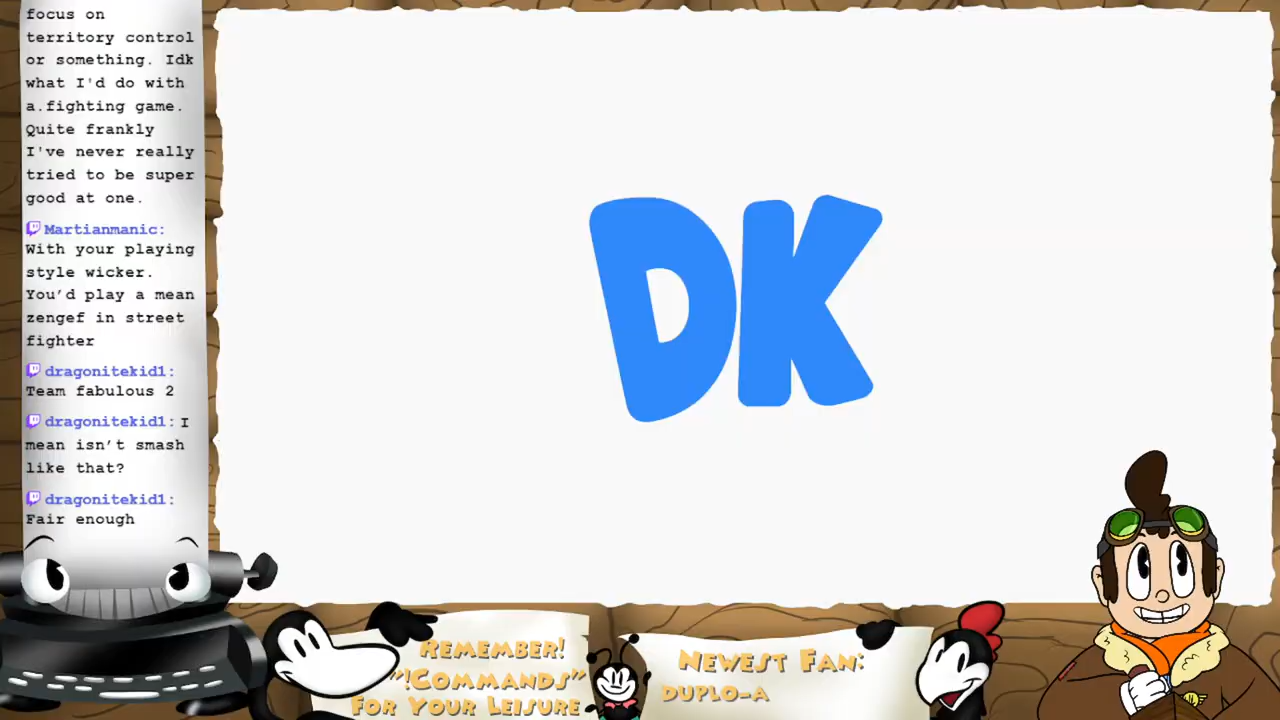 focus on
territory control
or something. Idk
what I'd do with
a.fighting game.
Quite frankly
I've never really
tried to be super
good at one.
Martianmanic:
With your playing
style wicker.
You'd play a mean
zengef in street
fighter
dragonitekid1:
Team fabulous 2
dragonitekid1: I
mean isn't smash
like that?
dragonitekid1:
Fair enough
DK
Remember!
"!Commands"
For Your Leisure
Newest Fan:
duplo-a